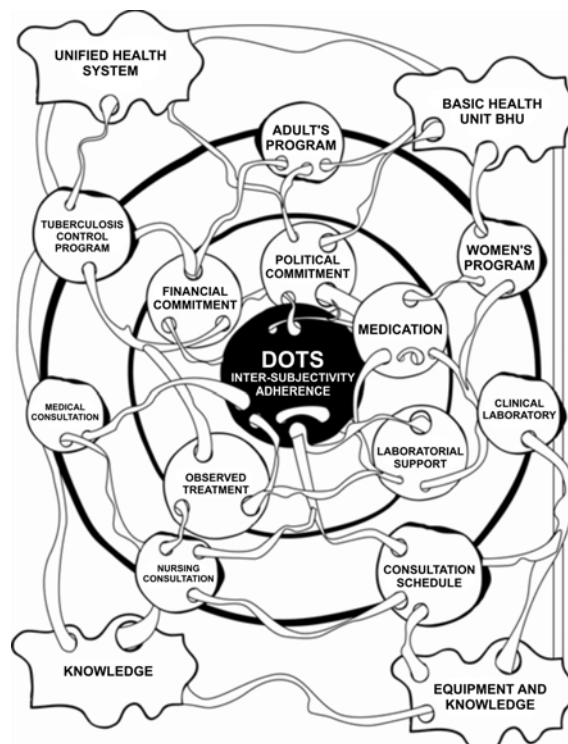 UNIFIED HEALTH
SYSTEM
BASIC HEALTH
UNIT BHU
ADULT'S
PROGRAM
TUBERCULOSIS
CONTROL
PROGRAM
POLITICAL
COMMITMENT
WOMEN'S
PROGRAM
FINANCIAL
COMMITMENT
MEDICATION
DOTS
INTER-SUBJECTIVITY
ADHERENCE
MEDICAL
CONSULTATION
CLINICAL
LABORATORY
LABORATORIAL
SUPPORT
OBSERVED
TREATMENT
NURSING
CONSULTATION
CONSULTATION
SCHEDULE
KNOWLEDGE
EQUIPMENT AND
KNOWLEDGE